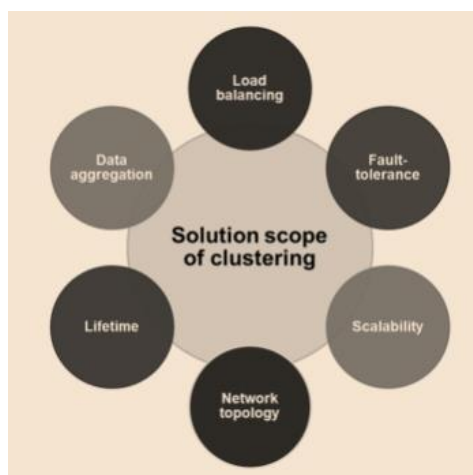 Load
balancing
Data
aggregation
Fault-
tolerance
Solution scope
of clustering
Lifetime
Scalability
Network
topology